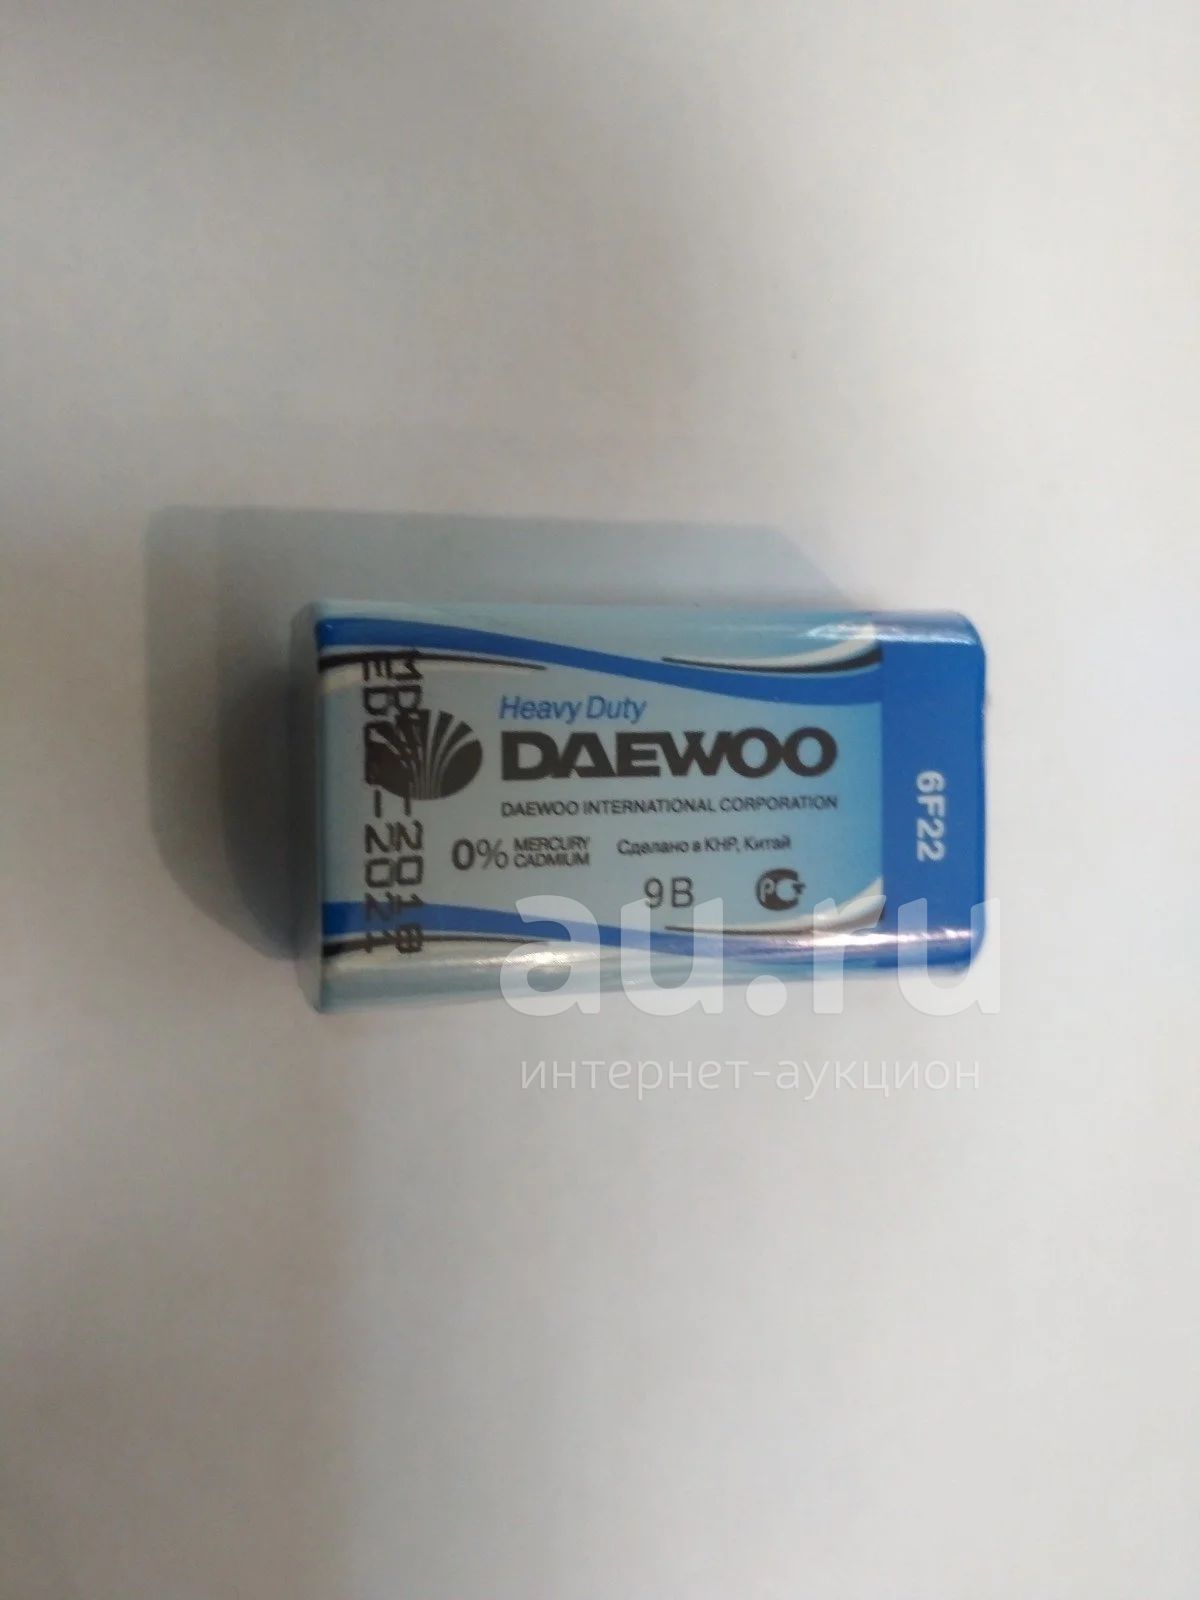 Heavy Duty
DAEWOO
DAEWOO INTERNATIONAL CORPORATION
0% MERCURY
CADMIUM
Сделано в КНР, Китай
9В
РСТ
6F22
-2018
-2021
au.ru
интернет-аукцион